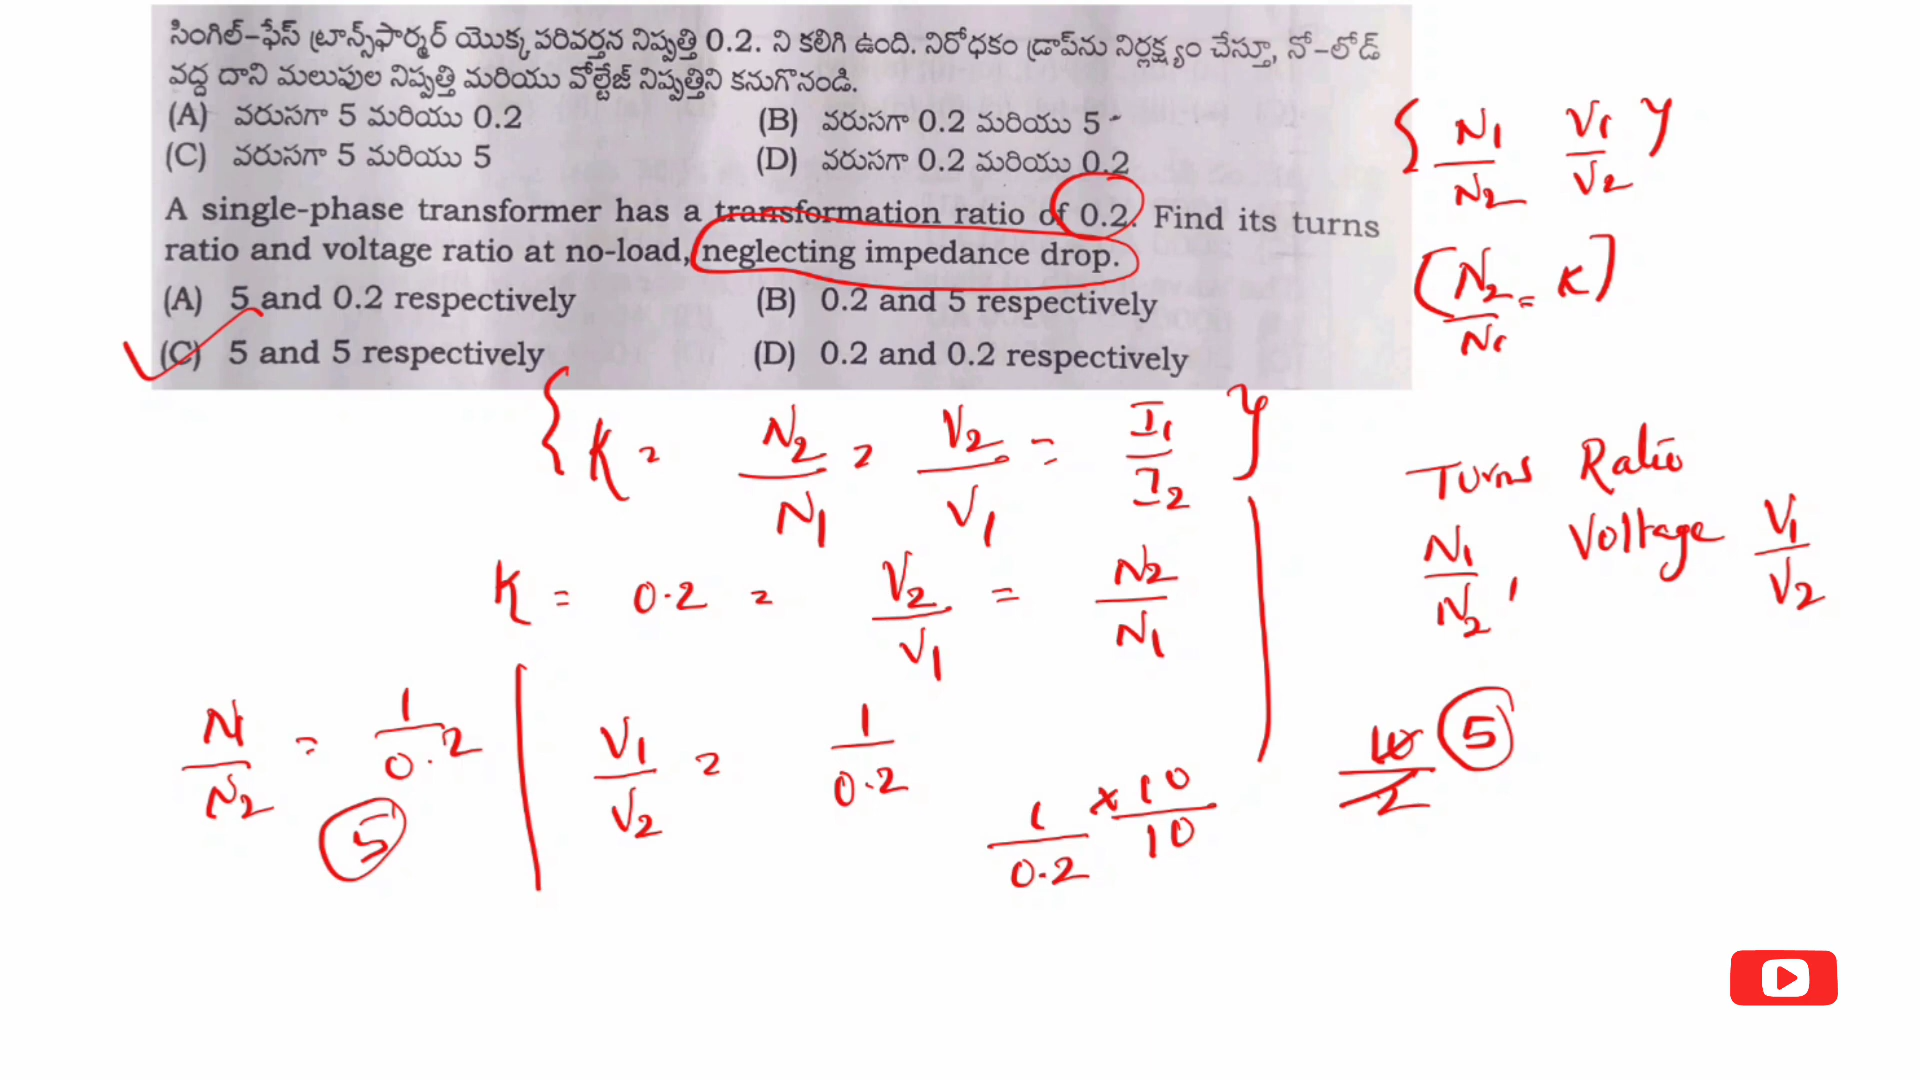 సింగిల్-ఫేస్ ట్రాన్స్‌ఫార్మర్ యొక్క పరివర్తన నిష్పత్తి 0.2. ని కలిగి ఉంది. నిరోధకం డ్రాప్‌ను నిర్లక్ష్యం చేస్తూ, నో-లోడ్
వద్ద దాని మలుపుల నిష్పత్తి మరియు వోల్టేజ్ నిష్పత్తిని కనుగొనండి.
(A) వరుసగా 5 మరియు 0.2 (B) వరుసగా 0.2 మరియు 5
(C) వరుసగా 5 మరియు 5 (D) వరుసగా 0.2 మరియు 0.2
A single-phase transformer has a transformation ratio of 0.2. Find its turns
ratio and voltage ratio at no-load, neglecting impedance drop.
(A) 5 and 0.2 respectively (B) 0.2 and 5 respectively
(C) 5 and 5 respectively (D) 0.2 and 0.2 respectively
{ N1/N2 V1/V2 }
(N2/N1 = K)
{ K = N2/N1 = V2/V1 = I1/I2 }
K = 0.2 = V2/V1 = N2/N1
Turns Ratio
N1/N2, Voltage V1/V2
N1/N2 = 1/0.2
5
V1/V2 = 1/0.2
1/0.2 × 10/10
10/2 5